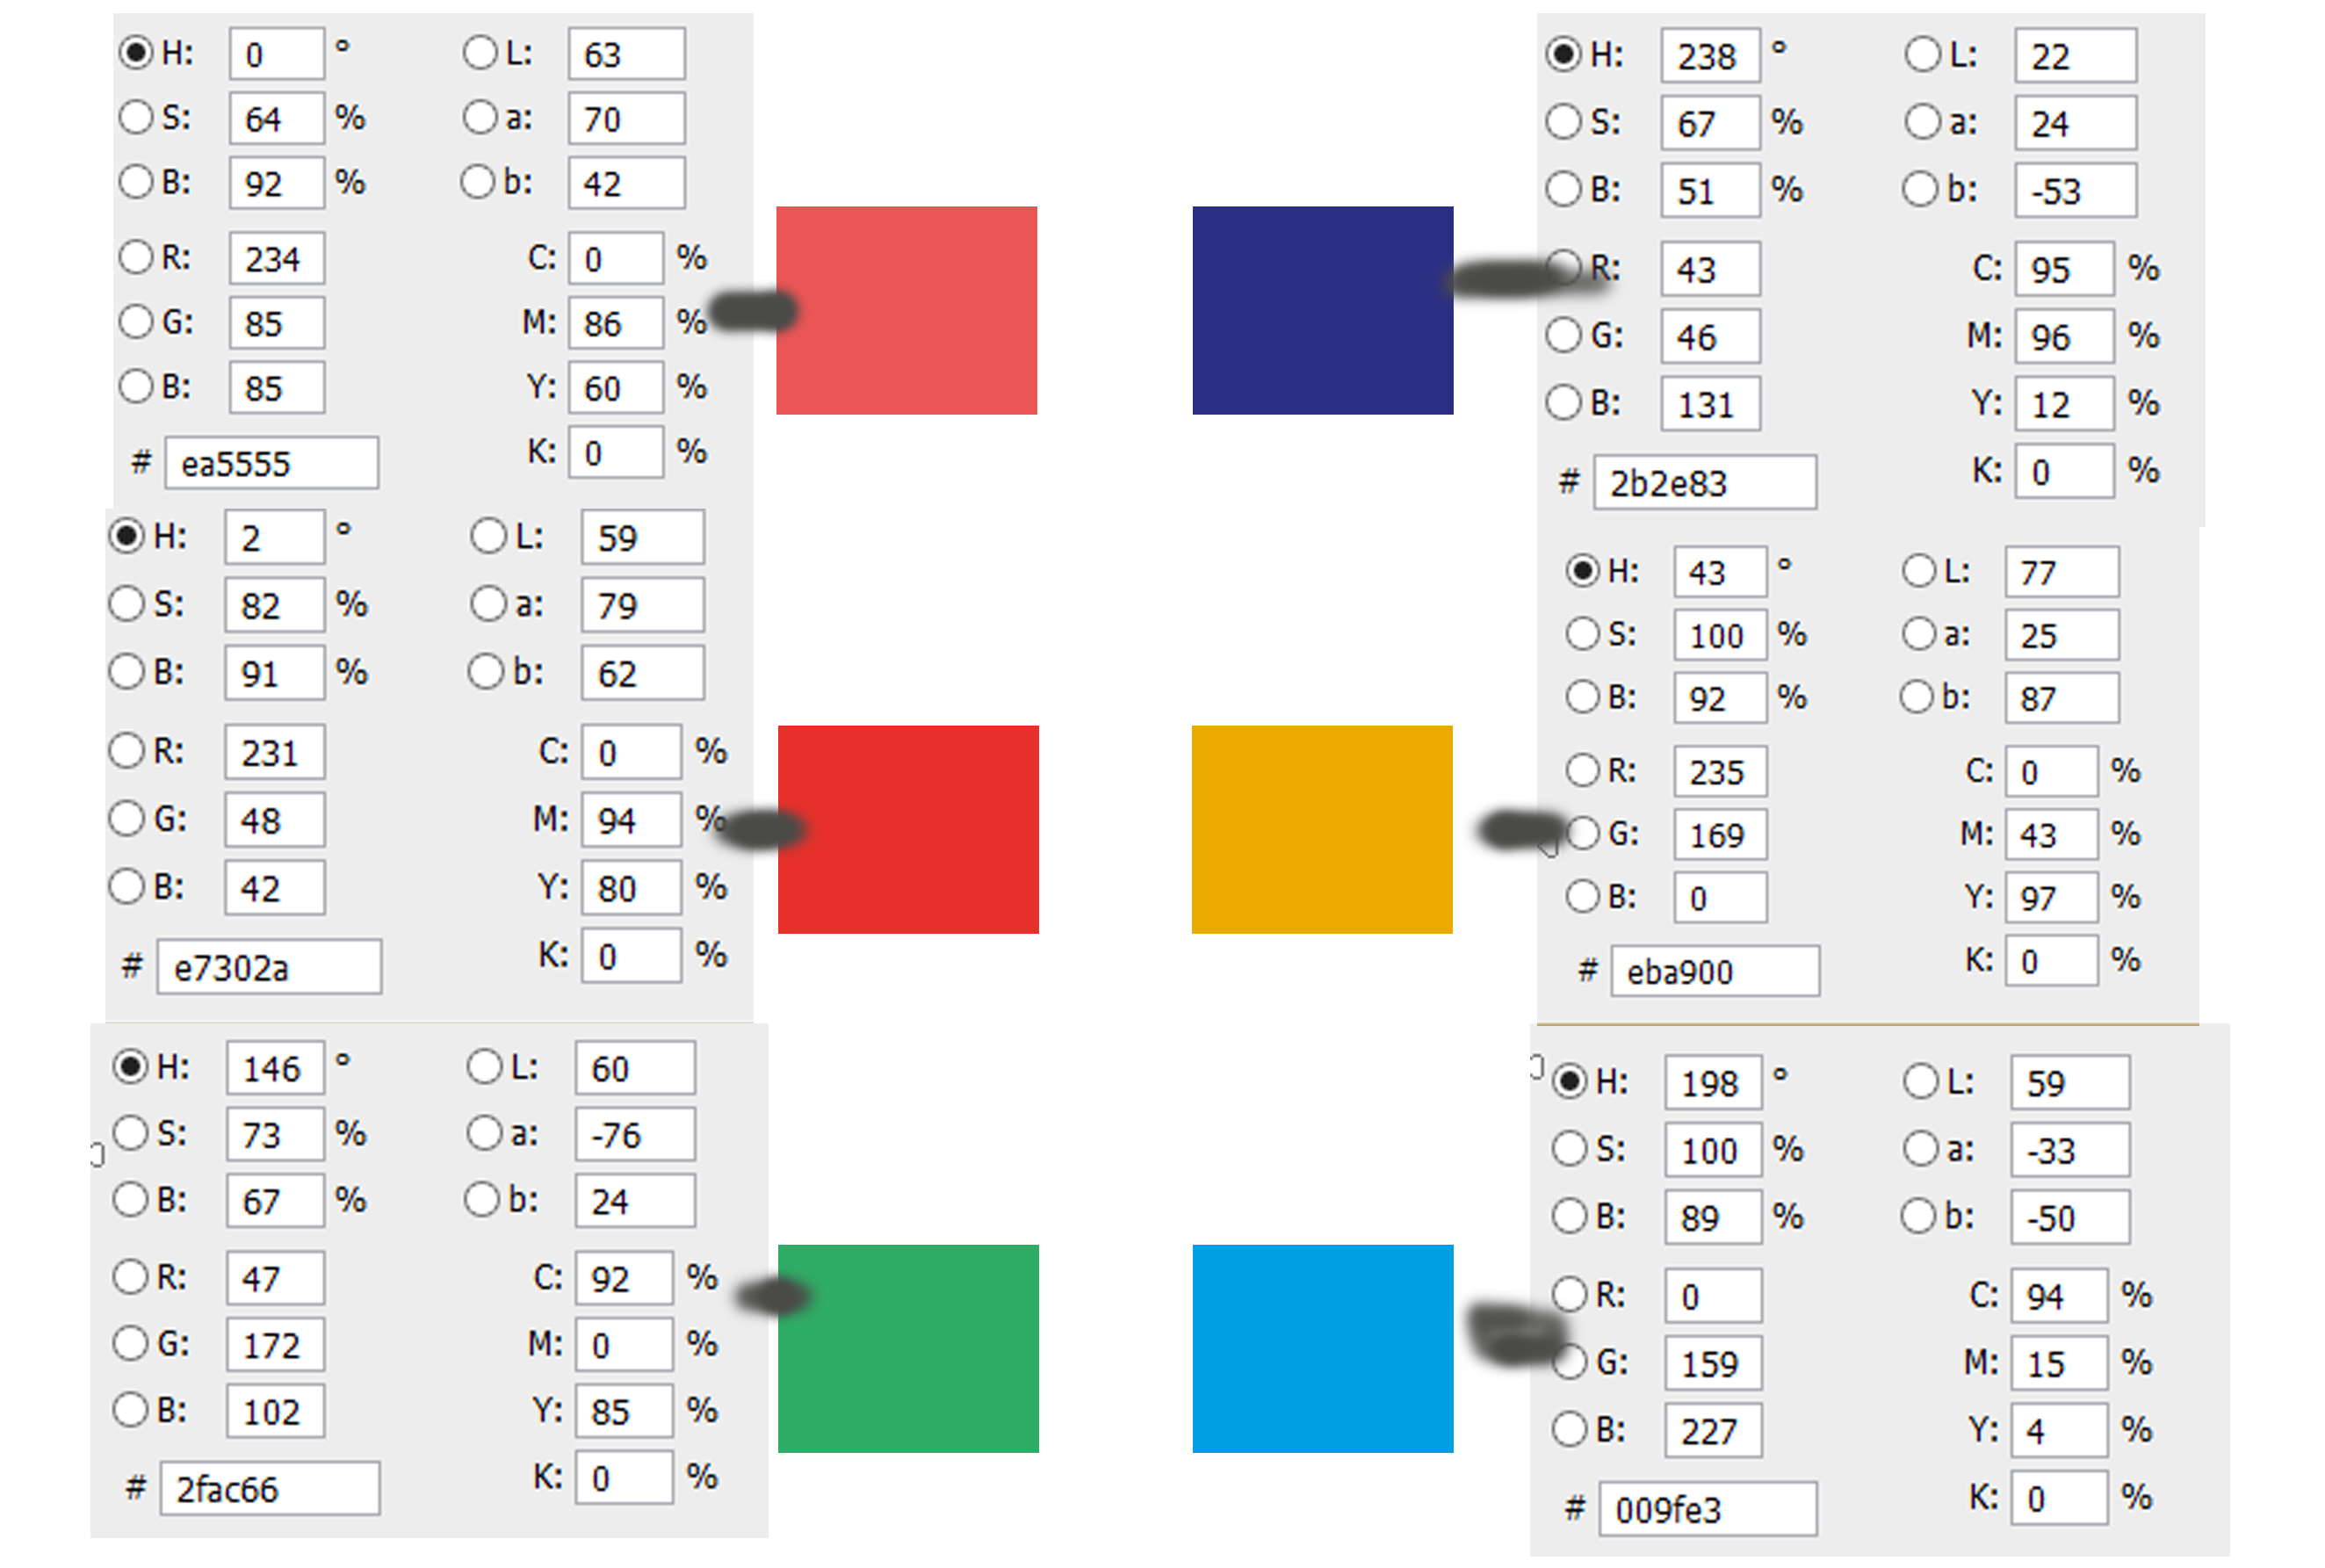 H: 0 ° L: 63
S: 64 % a: 70
B: 92 % b: 42
R: 234 C: 0 %
G: 85 M: 86 %
B: 85 Y: 60 %
K: 0 %
# ea5555
H: 238 ° L: 22
S: 67 % a: 24
B: 51 % b: -53
R: 43 C: 95 %
G: 46 M: 96 %
B: 131 Y: 12 %
K: 0 %
# 2b2e83
H: 2 ° L: 59
S: 82 % a: 79
B: 91 % b: 62
R: 231 C: 0 %
G: 48 M: 94 %
B: 42 Y: 80 %
K: 0 %
# e7302a
H: 43 ° L: 77
S: 100 % a: 25
B: 92 % b: 87
R: 235 C: 0 %
G: 169 M: 43 %
B: 0 Y: 97 %
K: 0 %
# eba900
H: 146 ° L: 60
S: 73 % a: -76
B: 67 % b: 24
R: 47 C: 92 %
G: 172 M: 0 %
B: 102 Y: 85 %
K: 0 %
# 2fac66
H: 198 ° L: 59
S: 100 % a: -33
B: 89 % b: -50
R: 0 C: 94 %
G: 159 M: 15 %
B: 227 Y: 4 %
K: 0 %
# 009fe3